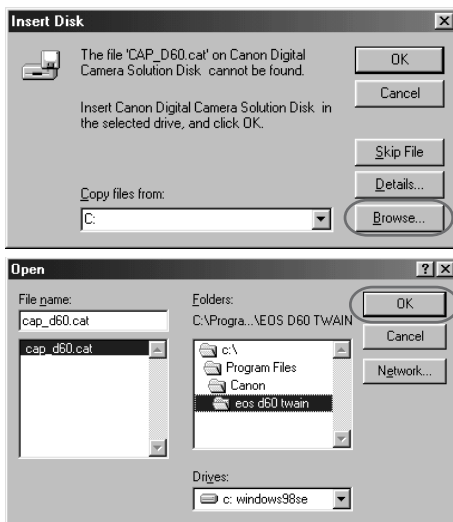 Insert Disk
The file 'CAP_D60.cat' on Canon Digital
Camera Solution Disk cannot be found.
Insert Canon Digital Camera Solution Disk in
the selected drive, and click OK.
OK
Cancel
Skip File
Details...
Copy files from:
C:
Browse...
Open
File name:
cap_d60.cat
cap_d60.cat
Folders:
C:\Progra...\EOS D60 TWAIN
c:\
Program Files
Canon
eos d60 twain
Drives:
c: windows98se
OK
Cancel
Network...